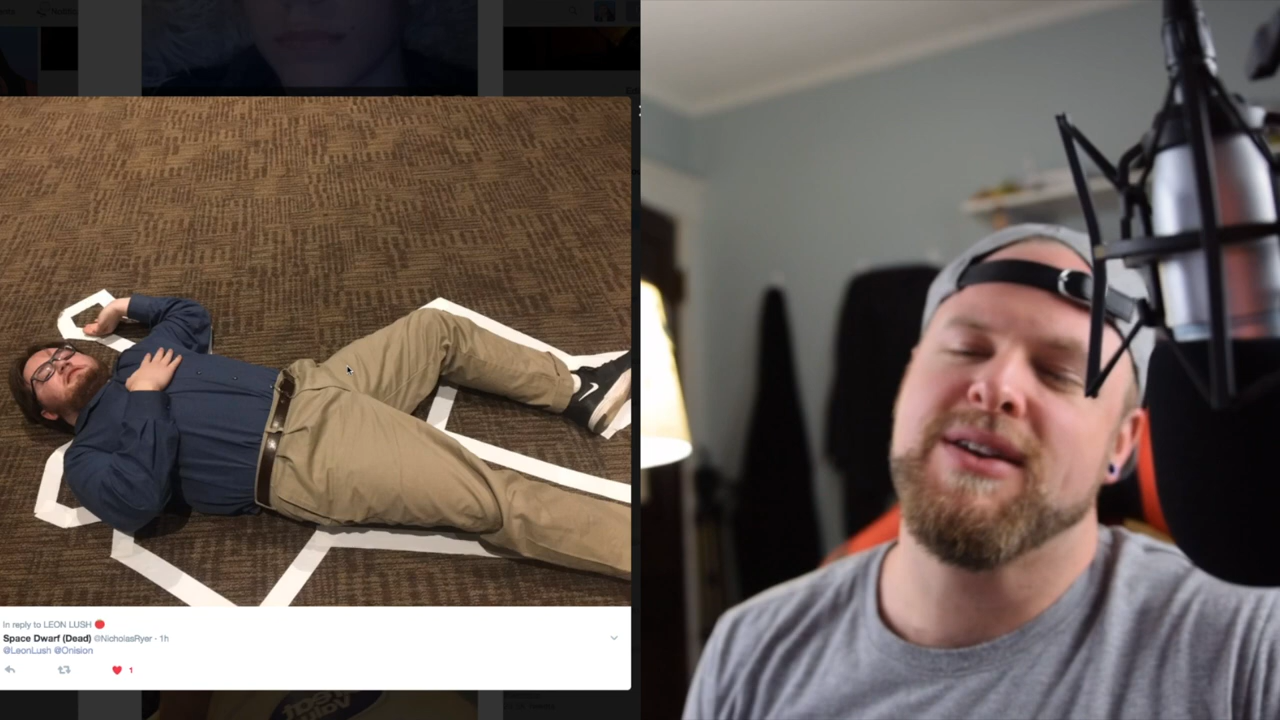 In reply to LEON LUSH
Space Dwarf (Dead) @NicholasRyer · 1h
@LeonLush @Onision
1